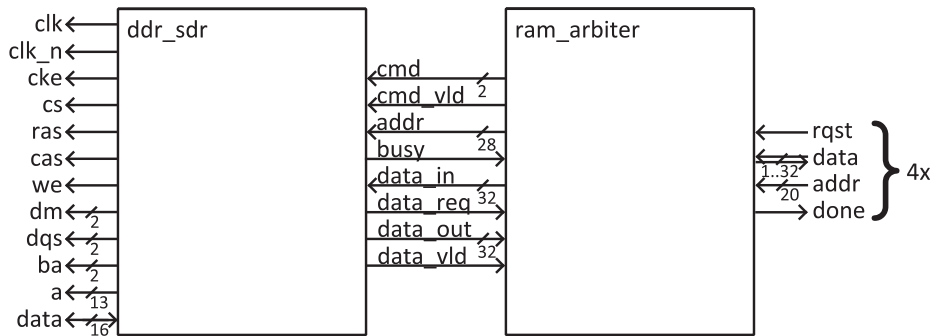 clk
clk_n
cke
cs
ras
cas
we
dm
2
dqs
2
ba
2
a
13
data
16
ddr_sdr
cmd
2
cmd_vld
addr
28
busy
data_in
32
data_req
data_out
32
data_vld
ram_arbiter
rqst
data
1..32
addr
20
done
4x